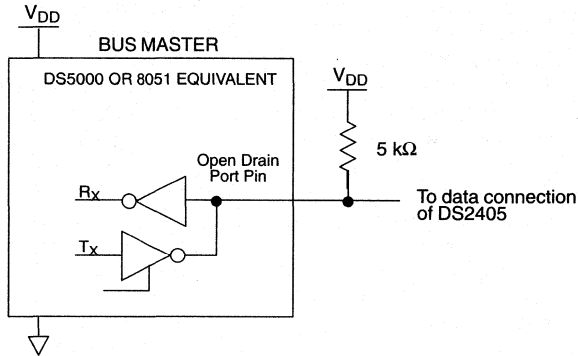 VDD
BUS MASTER
DS5000 OR 8051 EQUIVALENT
VDD
Open Drain
Port Pin
5 kΩ
RX
To data connection
of DS2405
TX